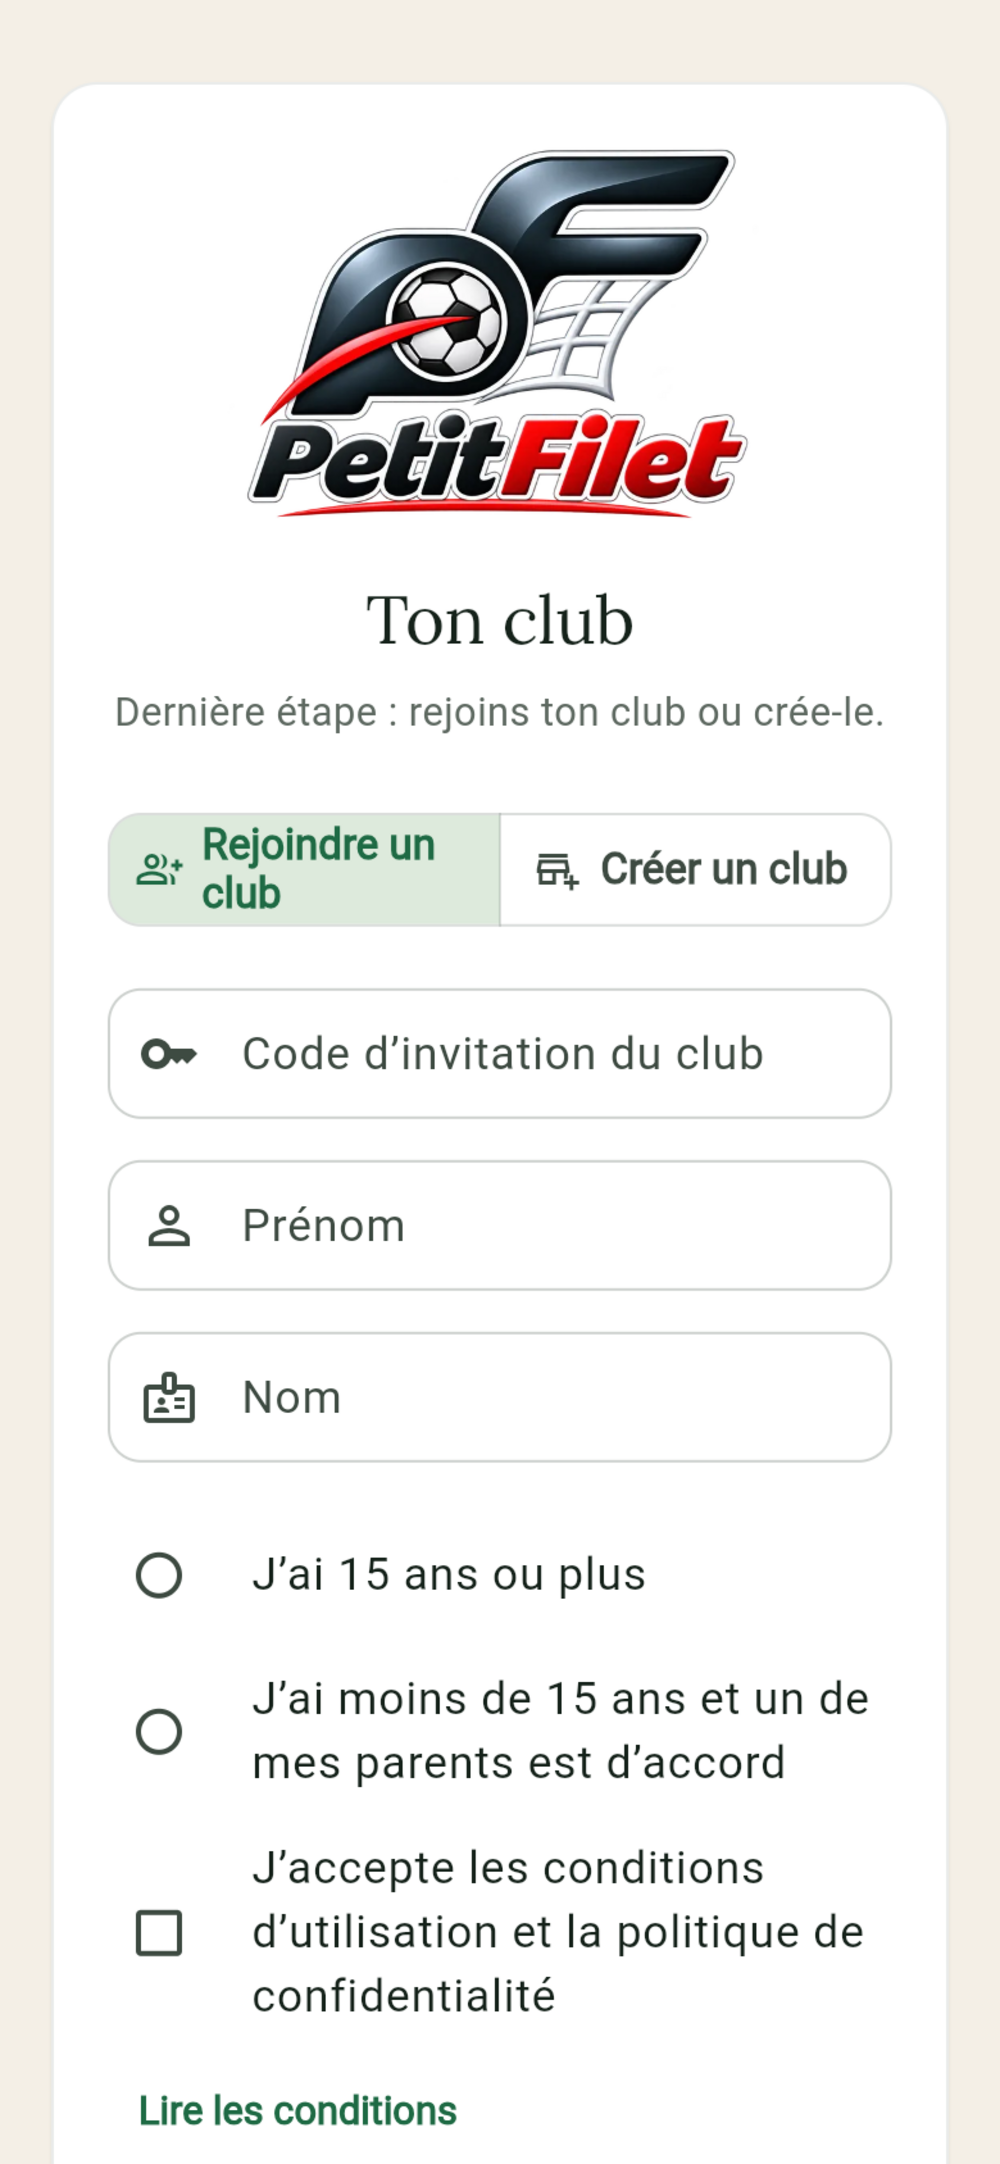 PF
PetitFilet
Ton club
Dernière étape : rejoins ton club ou crée-le.
Rejoindre un
club
Créer un club
Code d’invitation du club
Prénom
Nom
J’ai 15 ans ou plus
J’ai moins de 15 ans et un de
mes parents est d’accord
J’accepte les conditions
d’utilisation et la politique de
confidentialité
Lire les conditions